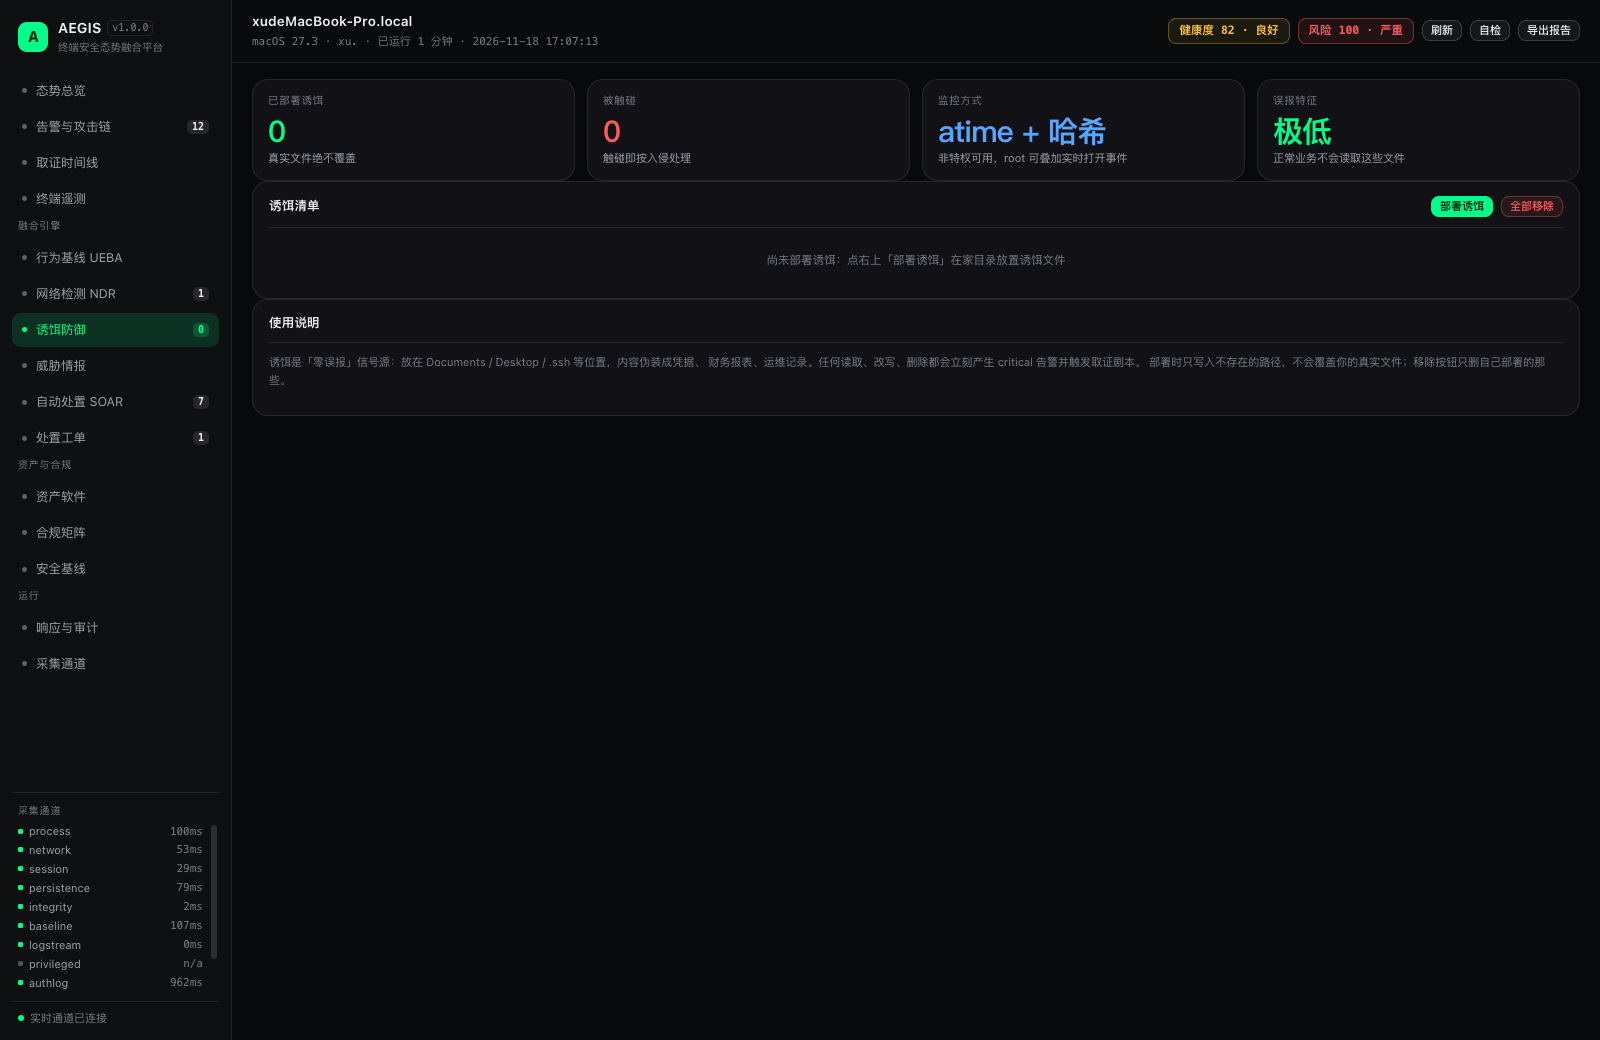 A
AEGIS v1.0.0
终端安全态势融合平台
态势总览
告警与攻击链 12
取证时间线
终端遥测
融合引擎
行为基线 UEBA
网络检测 NDR 1
诱饵防御 0
威胁情报
自动处置 SOAR 7
处置工单 1
资产与合规
资产软件
合规矩阵
安全基线
运行
响应与审计
采集通道
采集通道
process 100ms
network 53ms
session 29ms
persistence 79ms
integrity 2ms
baseline 107ms
logstream 0ms
privileged n/a
authlog 962ms
实时通道已连接
xudeMacBook-Pro.local
macOS 27.3 · xu. · 已运行 1 分钟 · 2026-11-18 17:07:13
健康度 82 · 良好
风险 100 · 严重
刷新
自检
导出报告
已部署诱饵
0
真实文件绝不覆盖
被触碰
0
触碰即按入侵处理
监控方式
atime + 哈希
非特权可用，root 可叠加实时打开事件
误报特征
极低
正常业务不会读取这些文件
诱饵清单
部署诱饵
全部移除
尚未部署诱饵：点右上「部署诱饵」在家目录放置诱饵文件
使用说明
诱饵是「零误报」信号源：放在 Documents / Desktop / .ssh 等位置，内容伪装成凭据、 财务报表、运维记录。任何读取、改写、删除都会立刻产生 critical 告警并触发取证剧本。 部署时只写入不存在的路径，不会覆盖你的真实文件；移除按钮只删自己部署的那
些。